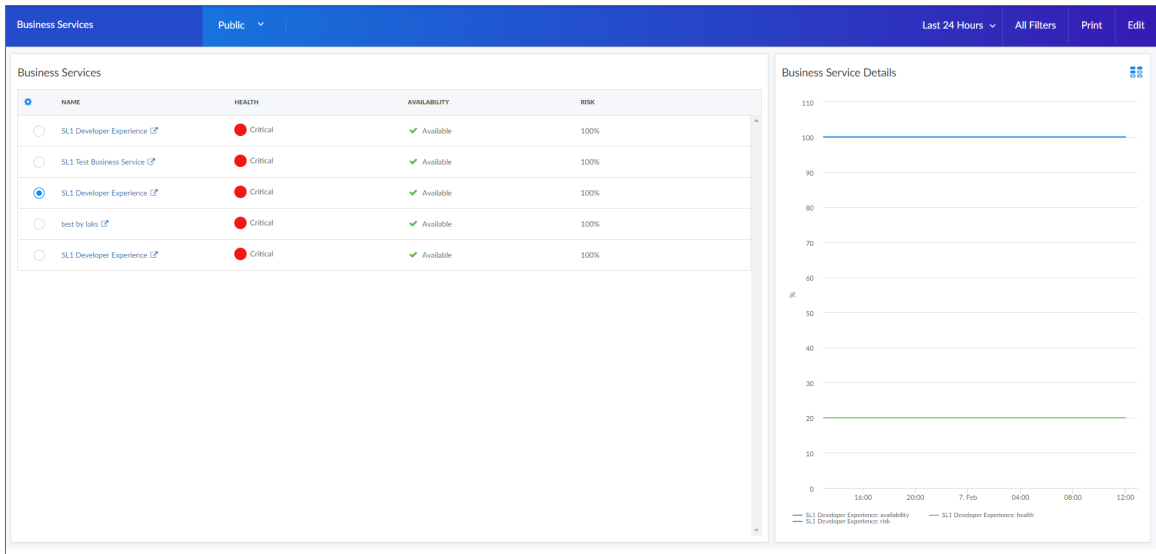 Business Services
Public
Last 24 Hours
All Filters
Print
Edit
Business Services
NAME HEALTH AVAILABILITY RISK
SL1 Developer Experience Critical Available 100%
SL1 Test Business Service Critical Available 100%
SL1 Developer Experience Critical Available 100%
test by laks Critical Available 100%
SL1 Developer Experience Critical Available 100%
Business Service Details
110
100
90
80
70
60
%
50
40
30
20
10
0
16:00 20:00 7. Feb 04:00 08:00 12:00
SL1 Developer Experience: availability SL1 Developer Experience: health
SL1 Developer Experience: risk